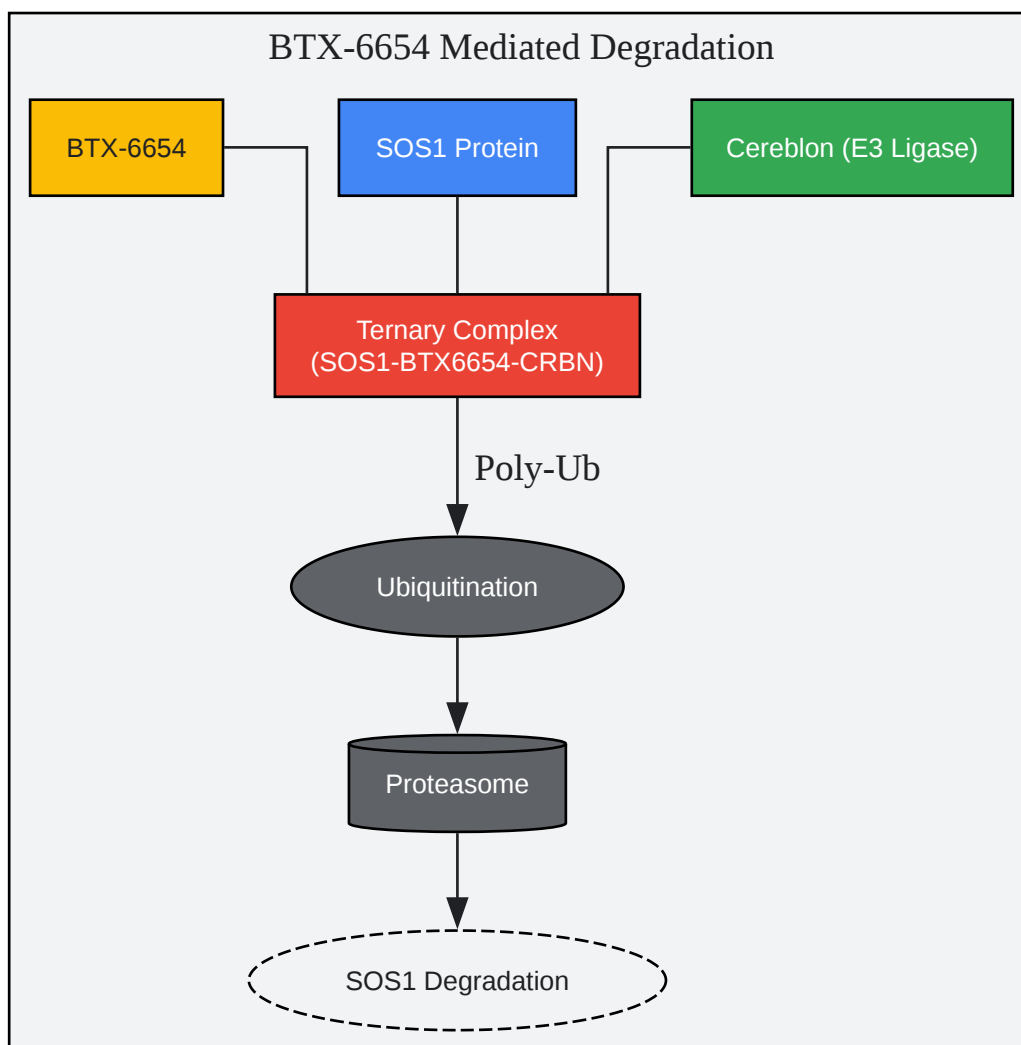 BTX-6654 Mediated Degradation
BTX-6654
SOS1 Protein
Cereblon (E3 Ligase)
Ternary Complex
(SOS1-BTX6654-CRBN)
Poly-Ub
Ubiquitination
Proteasome
SOS1 Degradation